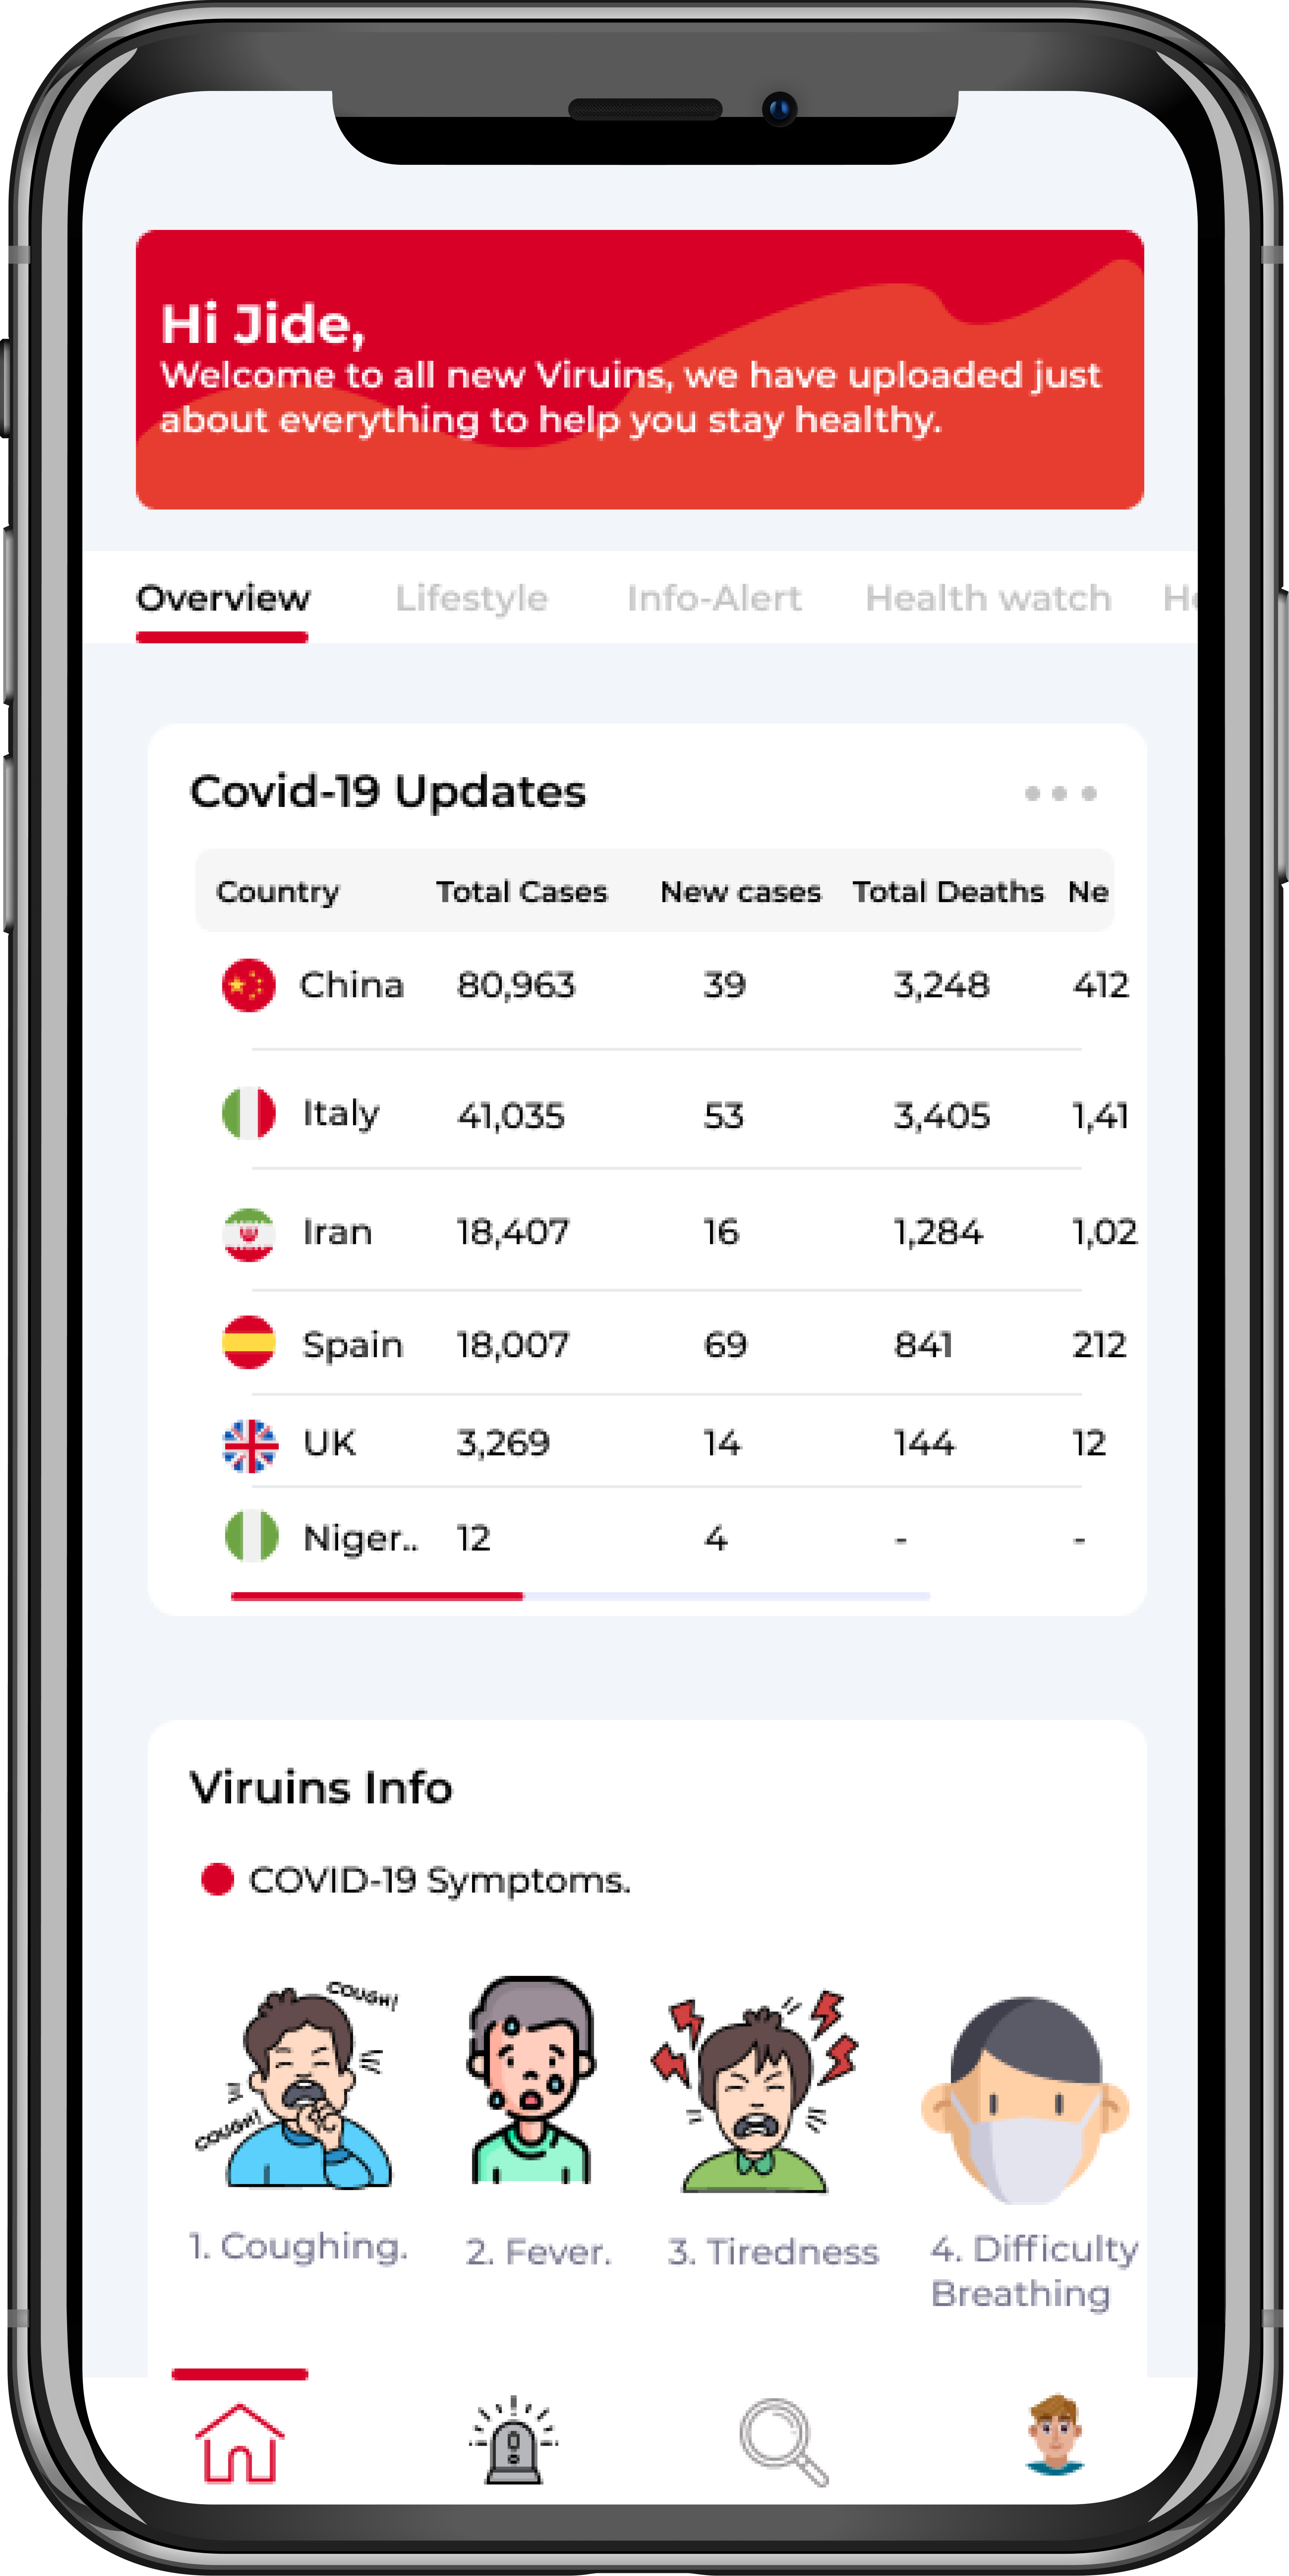 Hi Jide,
Welcome to all new Viruins, we have uploaded just
about everything to help you stay healthy.
Overview Lifestyle Info-Alert Health watch He
Covid-19 Updates
Country Total Cases New cases Total Deaths Ne
China 80,963 39 3,248 412
Italy 41,035 53 3,405 1,41
Iran 18,407 16 1,284 1,02
Spain 18,007 69 841 212
UK 3,269 14 144 12
Niger.. 12 4 - -
Viruins Info
COVID-19 Symptoms.
COUGH!
COUGH!
1. Coughing. 2. Fever. 3. Tiredness 4. Difficulty
Breathing